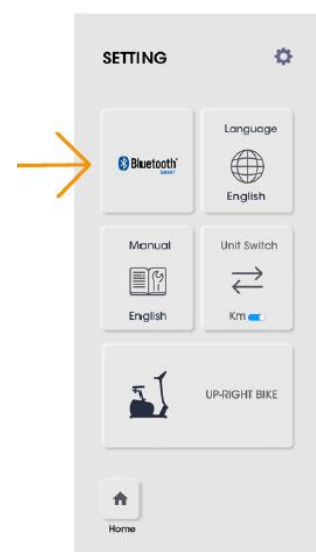 SETTING
Bluetooth®
SMART
Language
English
Manual
English
Unit Switch
Km
UP-RIGHT BIKE
Home